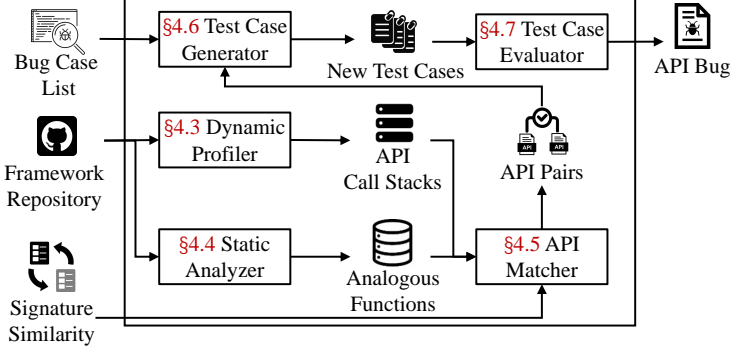 Bug Case
List
§4.6 Test Case
Generator
New Test Cases
§4.7 Test Case
Evaluator
API Bug
Framework
Repository
§4.3 Dynamic
Profiler
API
Call Stacks
API
API
API Pairs
§4.4 Static
Analyzer
Analogous
Functions
§4.5 API
Matcher
Signature
Similarity